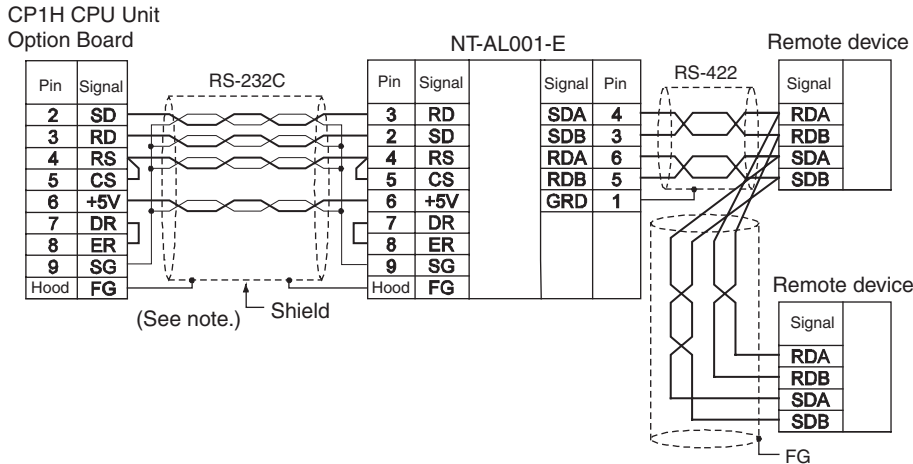 CP1H CPU Unit
Option Board
NT-AL001-E
Remote device
RS-232C
RS-422
Pin Signal
2 SD
3 RD
4 RS
5 CS
6 +5V
7 DR
8 ER
9 SG
Hood FG
Pin Signal
3 RD
2 SD
4 RS
5 CS
6 +5V
7 DR
8 ER
9 SG
Hood FG
Signal Pin
SDA 4
SDB 3
RDA 6
RDB 5
GRD 1
Signal
RDA
RDB
SDA
SDB
(See note.)
Shield
Remote device
Signal
RDA
RDB
SDA
SDB
FG